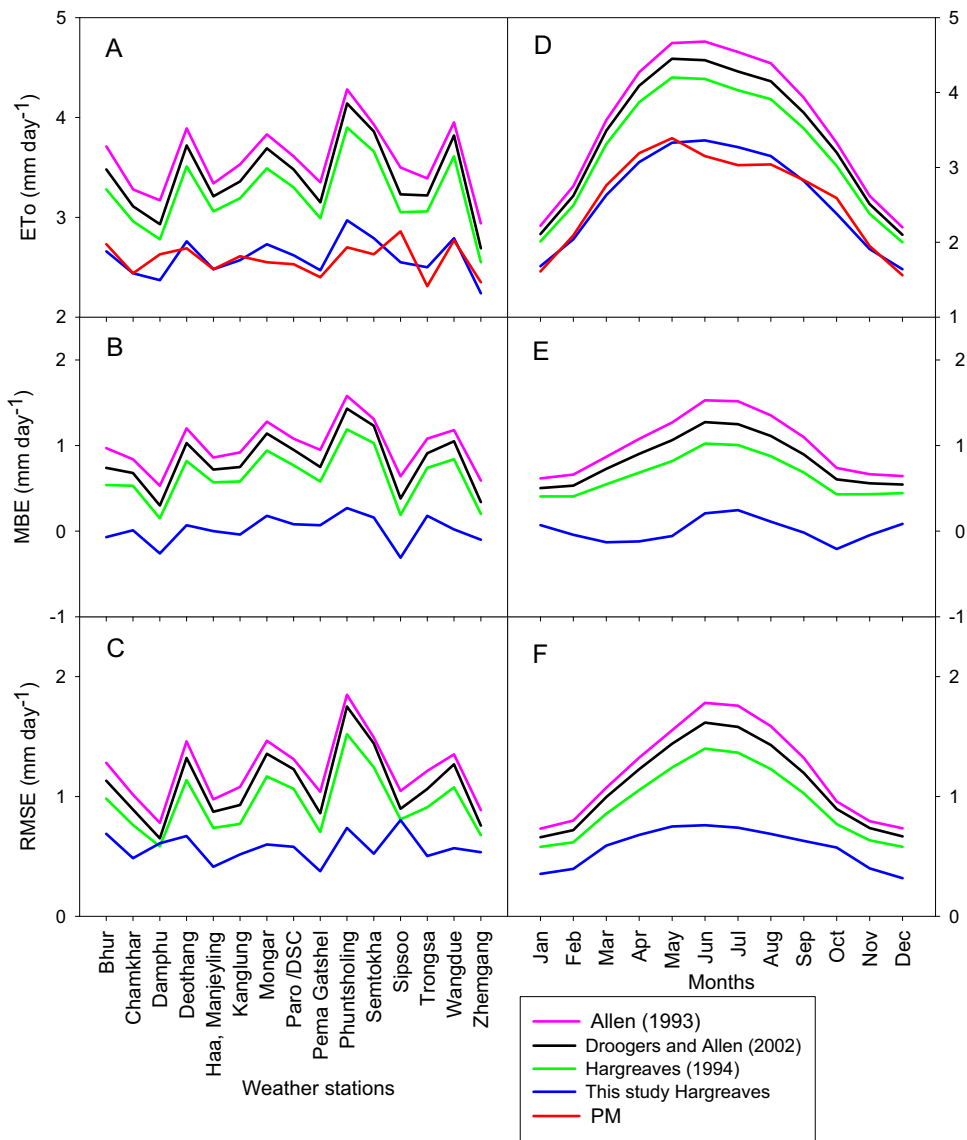 A
D
5
4
3
2
ETo (mm day-1)
5
4
3
2
1
B
E
2
1
0
-1
MBE (mm day-1)
2
1
0
-1
C
F
2
1
0
RMSE (mm day-1)
2
1
0
Bhur
Chamkhar
Damphu
Deothang
Haa, Manjeyling
Kanglung
Mongar
Paro /DSC
Pema Gatshel
Phuntsholing
Semtokha
Sipsoo
Trongsa
Wangdue
Zhemgang
Weather stations
Jan
Feb
Mar
Apr
May
Jun
Jul
Aug
Sep
Oct
Nov
Dec
Months
Allen (1993)
Droogers and Allen (2002)
Hargreaves (1994)
This study Hargreaves
PM